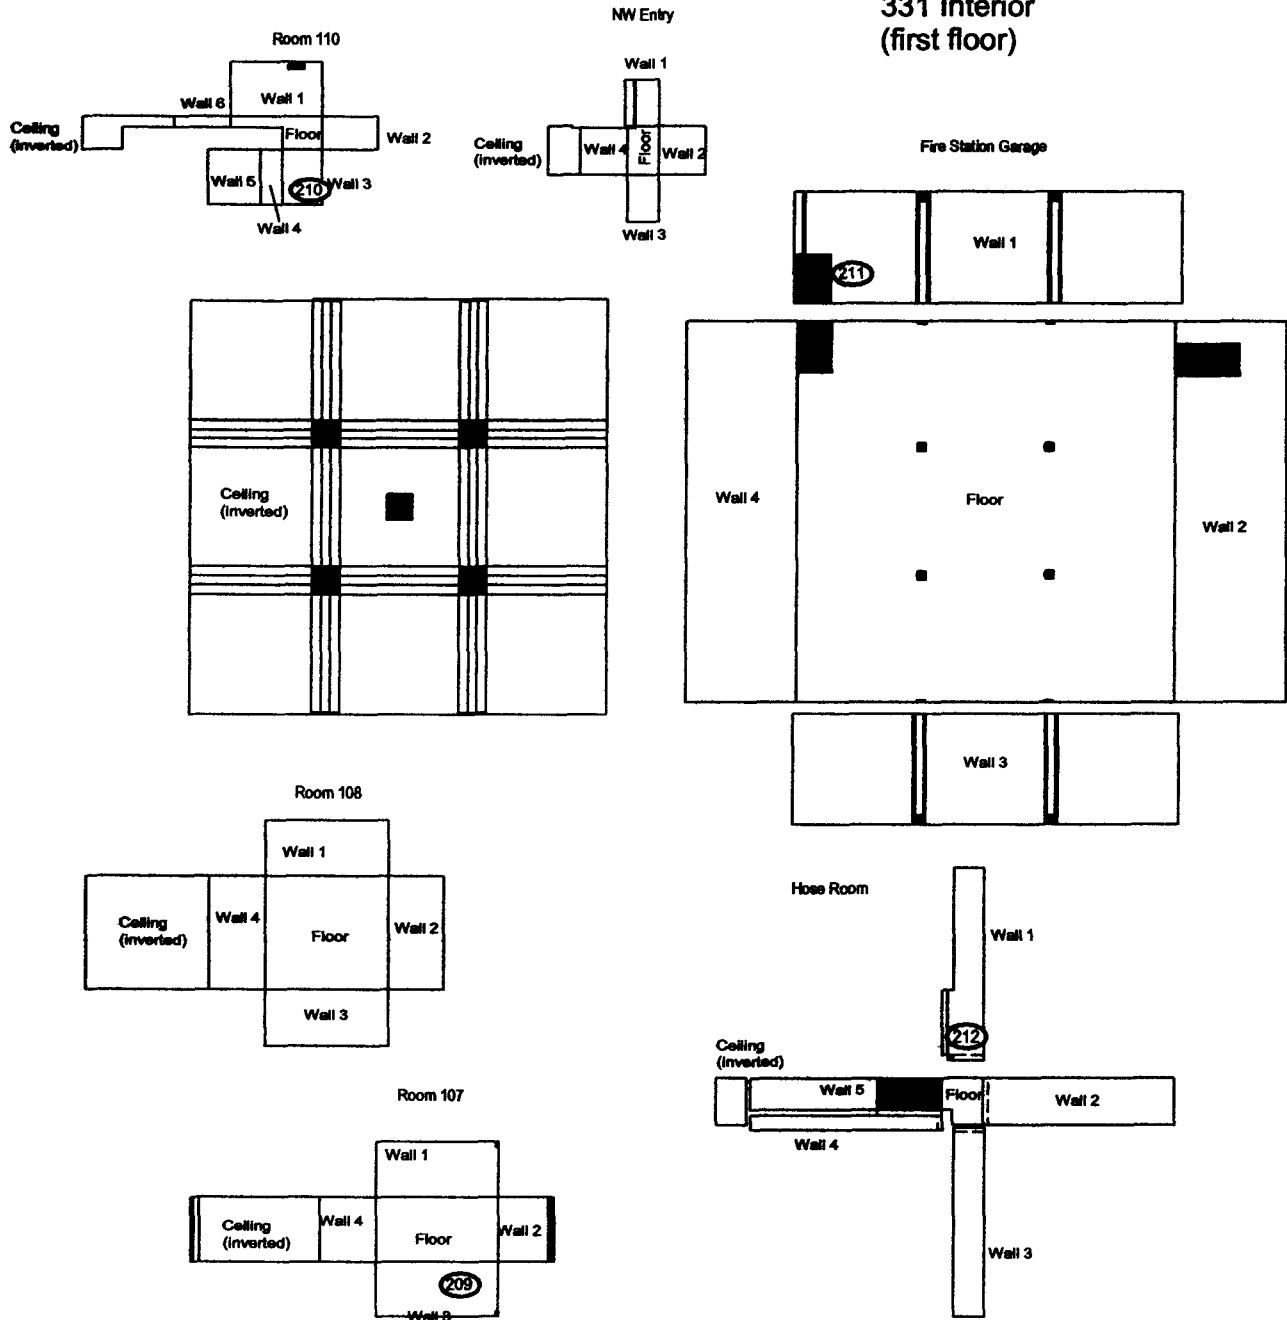 331 Interior
(first floor)
NW Entry
Room 110
Wall 1
Wall 6
Wall 1
Ceiling
(inverted)
Floor
Wall 2
Wall 5
210
Wall 3
Wall 4
Ceiling
(inverted)
Wall 4
Floor
Wall 2
Wall 3
Fire Station Garage
Wall 1
211
Ceiling
(inverted)
Wall 4
Floor
Wall 2
Wall 3
Room 108
Wall 1
Ceiling
(inverted)
Wall 4
Floor
Wall 2
Wall 3
Hose Room
Wall 1
212
Ceiling
(inverted)
Wall 5
Floor
Wall 2
Wall 4
Wall 3
Room 107
Wall 1
Ceiling
(inverted)
Wall 4
Floor
Wall 2
209
Wall 3